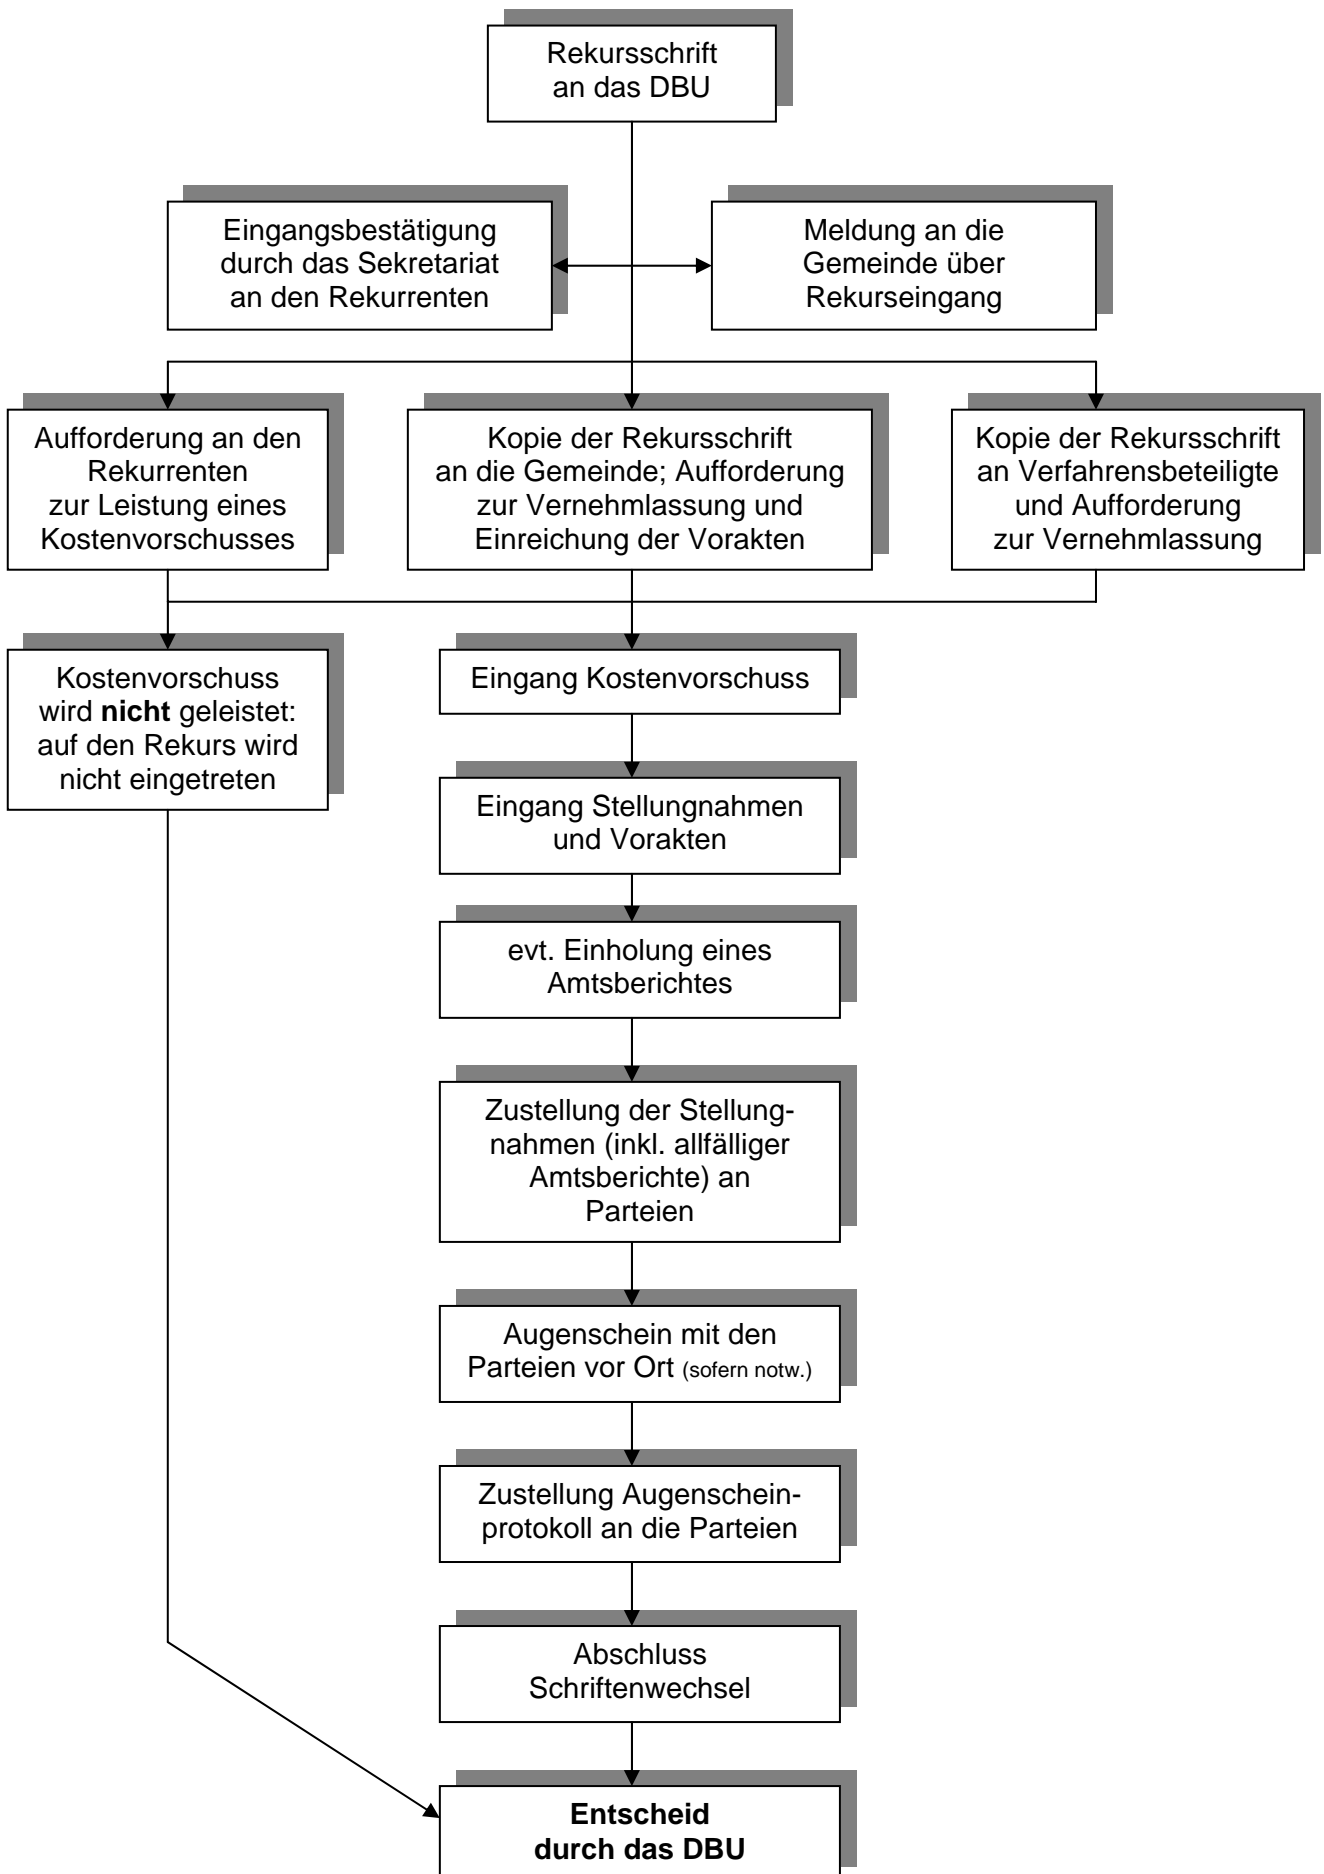 Rekursschrift
an das DBU
Eingangsbestätigung
durch das Sekretariat
an den Rekurrenten
Meldung an die
Gemeinde über
Rekurseingang
Aufforderung an den
Rekurrenten
zur Leistung eines
Kostenvorschusses
Kopie der Rekursschrift
an die Gemeinde; Aufforderung
zur Vernehmlassung und
Einreichung der Vorakten
Kopie der Rekursschrift
an Verfahrensbeteiligte
und Aufforderung
zur Vernehmlassung
Kostenvorschuss
wird nicht geleistet:
auf den Rekurs wird
nicht eingetreten
Eingang Kostenvorschuss
Eingang Stellungnahmen
und Vorakten
evt. Einholung eines
Amtsberichtes
Zustellung der Stellung-
nahmen (inkl. allfälliger
Amtsberichte) an
Parteien
Augenschein mit den
Parteien vor Ort (sofern notw.)
Zustellung Augenschein-
protokoll an die Parteien
Abschluss
Schriftenwechsel
Entscheid
durch das DBU